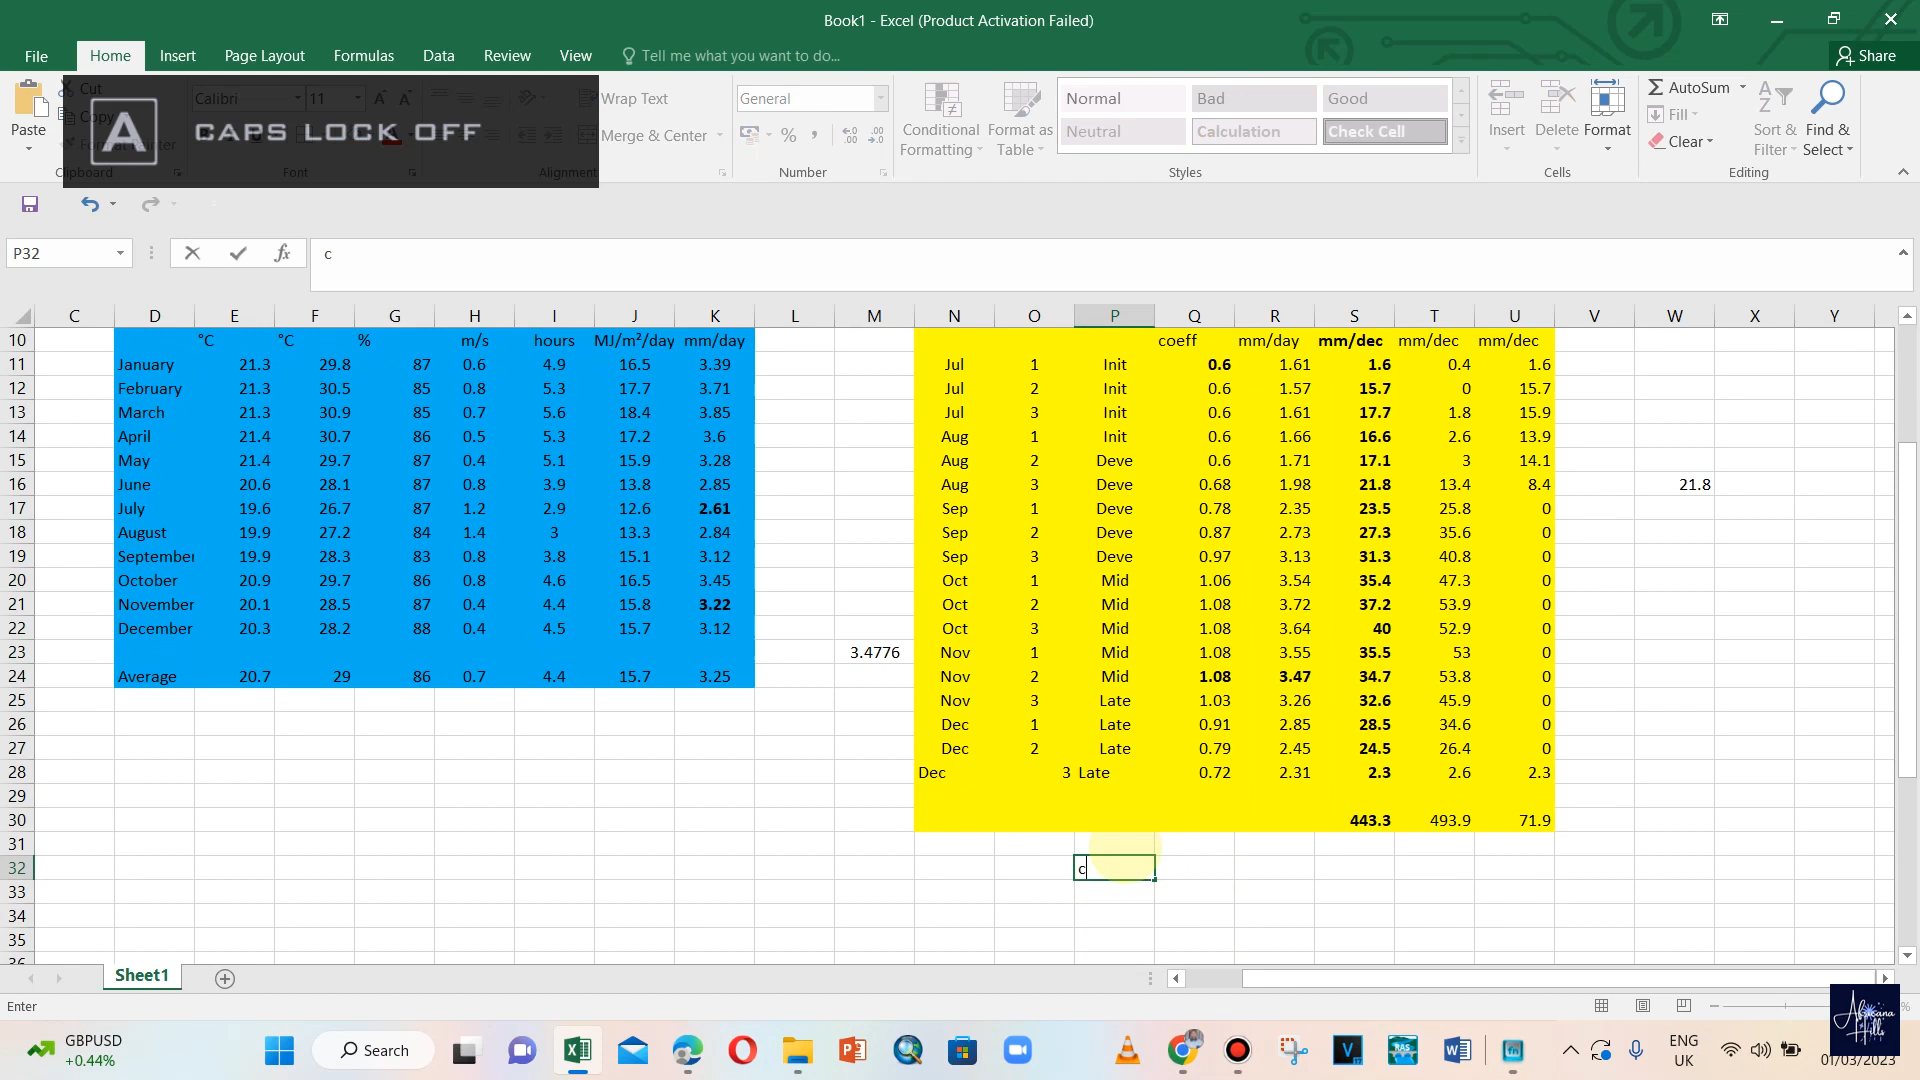 Book1 - Excel (Product Activation Failed)
File Home Insert Page Layout Formulas Data Review View Tell me what you want to do... Share
Cut
Copy
Paste
Clipboard
A CAPS LOCK OFF
Calibri 11
Font
Wrap Text
Merge & Center
Alignment
General
Number
Conditional Formatting
Format as Table
Normal Bad Good
Neutral Calculation Check Cell
Styles
Insert Delete Format
Cells
AutoSum
Fill
Clear
Sort & Filter
Find & Select
Editing
P32 fx c
C D E F G H I J K L M N O P Q R S T U V W X Y
10 °C °C % m/s hours MJ/m²/day mm/day coeff mm/day mm/dec mm/dec mm/dec
11 January 21.3 29.8 87 0.6 4.9 16.5 3.39 Jul 1 Init 0.6 1.61 1.6 0.4 1.6
12 February 21.3 30.5 85 0.8 5.3 17.7 3.71 Jul 2 Init 0.6 1.57 15.7 0 15.7
13 March 21.3 30.9 85 0.7 5.6 18.4 3.85 Jul 3 Init 0.6 1.61 17.7 1.8 15.9
14 April 21.4 30.7 86 0.5 5.3 17.2 3.6 Aug 1 Init 0.6 1.66 16.6 2.6 13.9
15 May 21.4 29.7 87 0.4 5.1 15.9 3.28 Aug 2 Deve 0.6 1.71 17.1 3 14.1
16 June 20.6 28.1 87 0.8 3.9 13.8 2.85 Aug 3 Deve 0.68 1.98 21.8 13.4 8.4 21.8
17 July 19.6 26.7 87 1.2 2.9 12.6 2.61 Sep 1 Deve 0.78 2.35 23.5 25.8 0
18 August 19.9 27.2 84 1.4 3 13.3 2.84 Sep 2 Deve 0.87 2.73 27.3 35.6 0
19 September 19.9 28.3 83 0.8 3.8 15.1 3.12 Sep 3 Deve 0.97 3.13 31.3 40.8 0
20 October 20.9 29.7 86 0.8 4.6 16.5 3.45 Oct 1 Mid 1.06 3.54 35.4 47.3 0
21 November 20.1 28.5 87 0.4 4.4 15.8 3.22 Oct 2 Mid 1.08 3.72 37.2 53.9 0
22 December 20.3 28.2 88 0.4 4.5 15.7 3.12 Oct 3 Mid 1.08 3.64 40 52.9 0
23 3.4776 Nov 1 Mid 1.08 3.55 35.5 53 0
24 Average 20.7 29 86 0.7 4.4 15.7 3.25 Nov 2 Mid 1.08 3.47 34.7 53.8 0
25 Nov 3 Late 1.03 3.26 32.6 45.9 0
26 Dec 1 Late 0.91 2.85 28.5 34.6 0
27 Dec 2 Late 0.79 2.45 24.5 26.4 0
28 Dec 3 Late 0.72 2.31 2.3 2.6 2.3
29
30 443.3 493.9 71.9
31
32 c
33
34
35
36
Sheet1
Enter
GBPUSD
+0.44%
Search
ENG
UK
01/03/2023
Africana Hills